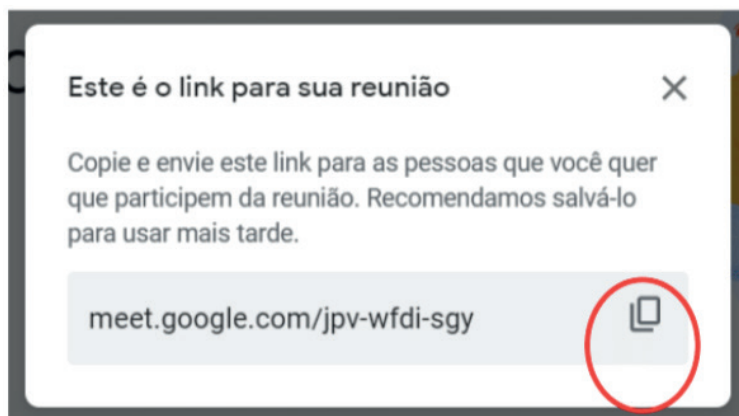 Este é o link para sua reunião
Copie e envie este link para as pessoas que você quer
que participem da reunião. Recomendamos salvá-lo
para usar mais tarde.
meet.google.com/jpv-wfdi-sgy